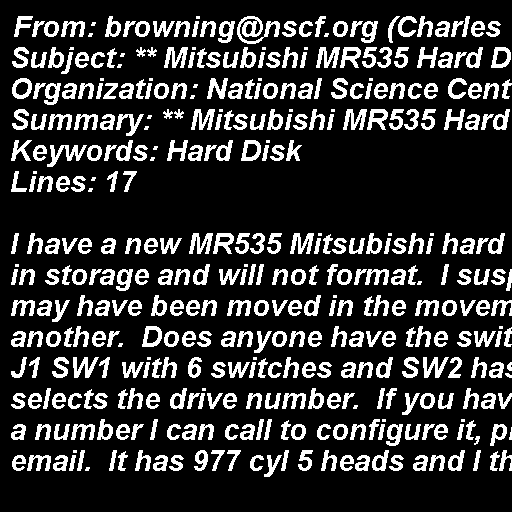 From: browning@nscf.org (Charles
Subject: ** Mitsubishi MR535 Hard D
Organization: National Science Cent
Summary: ** Mitsubishi MR535 Hard
Keywords: Hard Disk
Lines: 17

I have a new MR535 Mitsubishi hard
in storage and will not format.  I susp
may have been moved in the movem
another.  Does anyone have the swit
J1 SW1 with 6 switches and SW2 has
selects the drive number.  If you hav
a number I can call to configure it, pl
email.  It has 977 cyl 5 heads and I th